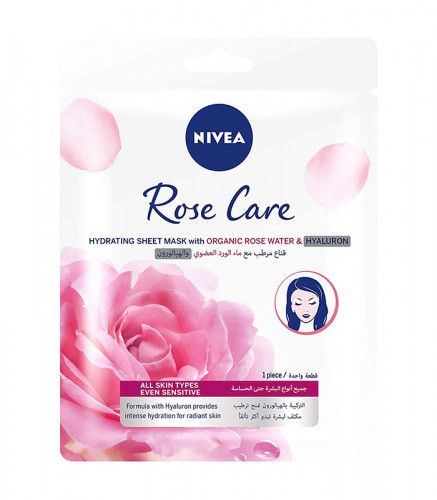 NIVEA
Rose Care
HYDRATING SHEET MASK with ORGANIC ROSE WATER & HYALURON
قناع مرطب مع ماء الورد العضوي والهيالورون
1 piece / قطعة واحدة
ALL SKIN TYPES
EVEN SENSITIVE
جميع أنواع البشرة حتى الحساسة
Formula with Hyaluron provides
intense hydration for radiant skin
التركيبة بالهيالورون تمنح ترطيب
مكثف لبشرة تبدو أكثر تألقاً